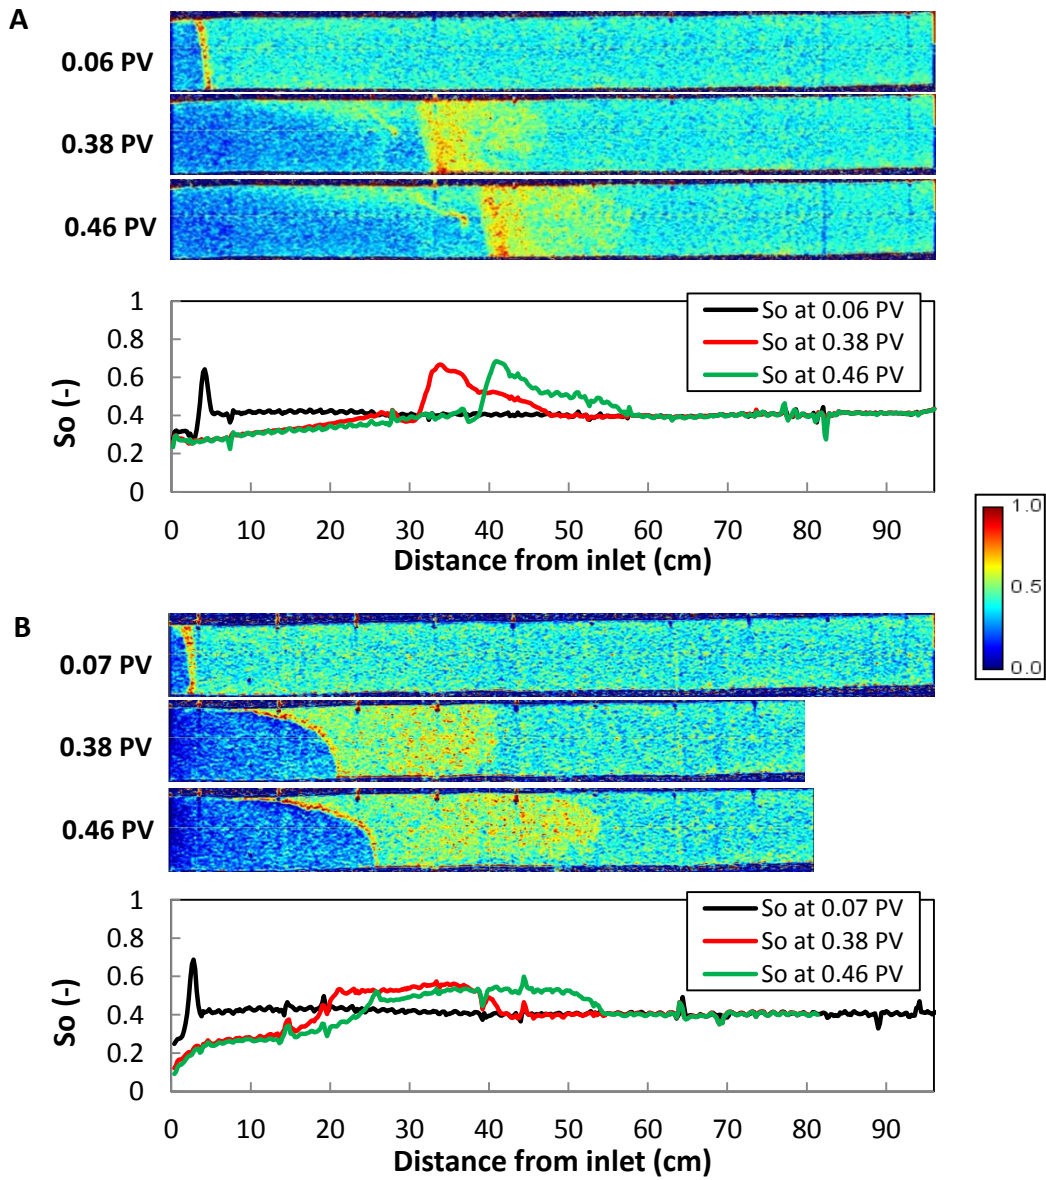 A
0.06 PV
0.38 PV
0.46 PV
1
0.8
0.6
0.4
0.2
0
So (-)
So at 0.06 PV
So at 0.38 PV
So at 0.46 PV
0 10 20 30 40 50 60 70 80 90
Distance from inlet (cm)
1.0
0.5
0.0
B
0.07 PV
0.38 PV
0.46 PV
1
0.8
0.6
0.4
0.2
0
So (-)
So at 0.07 PV
So at 0.38 PV
So at 0.46 PV
0 10 20 30 40 50 60 70 80 90
Distance from inlet (cm)